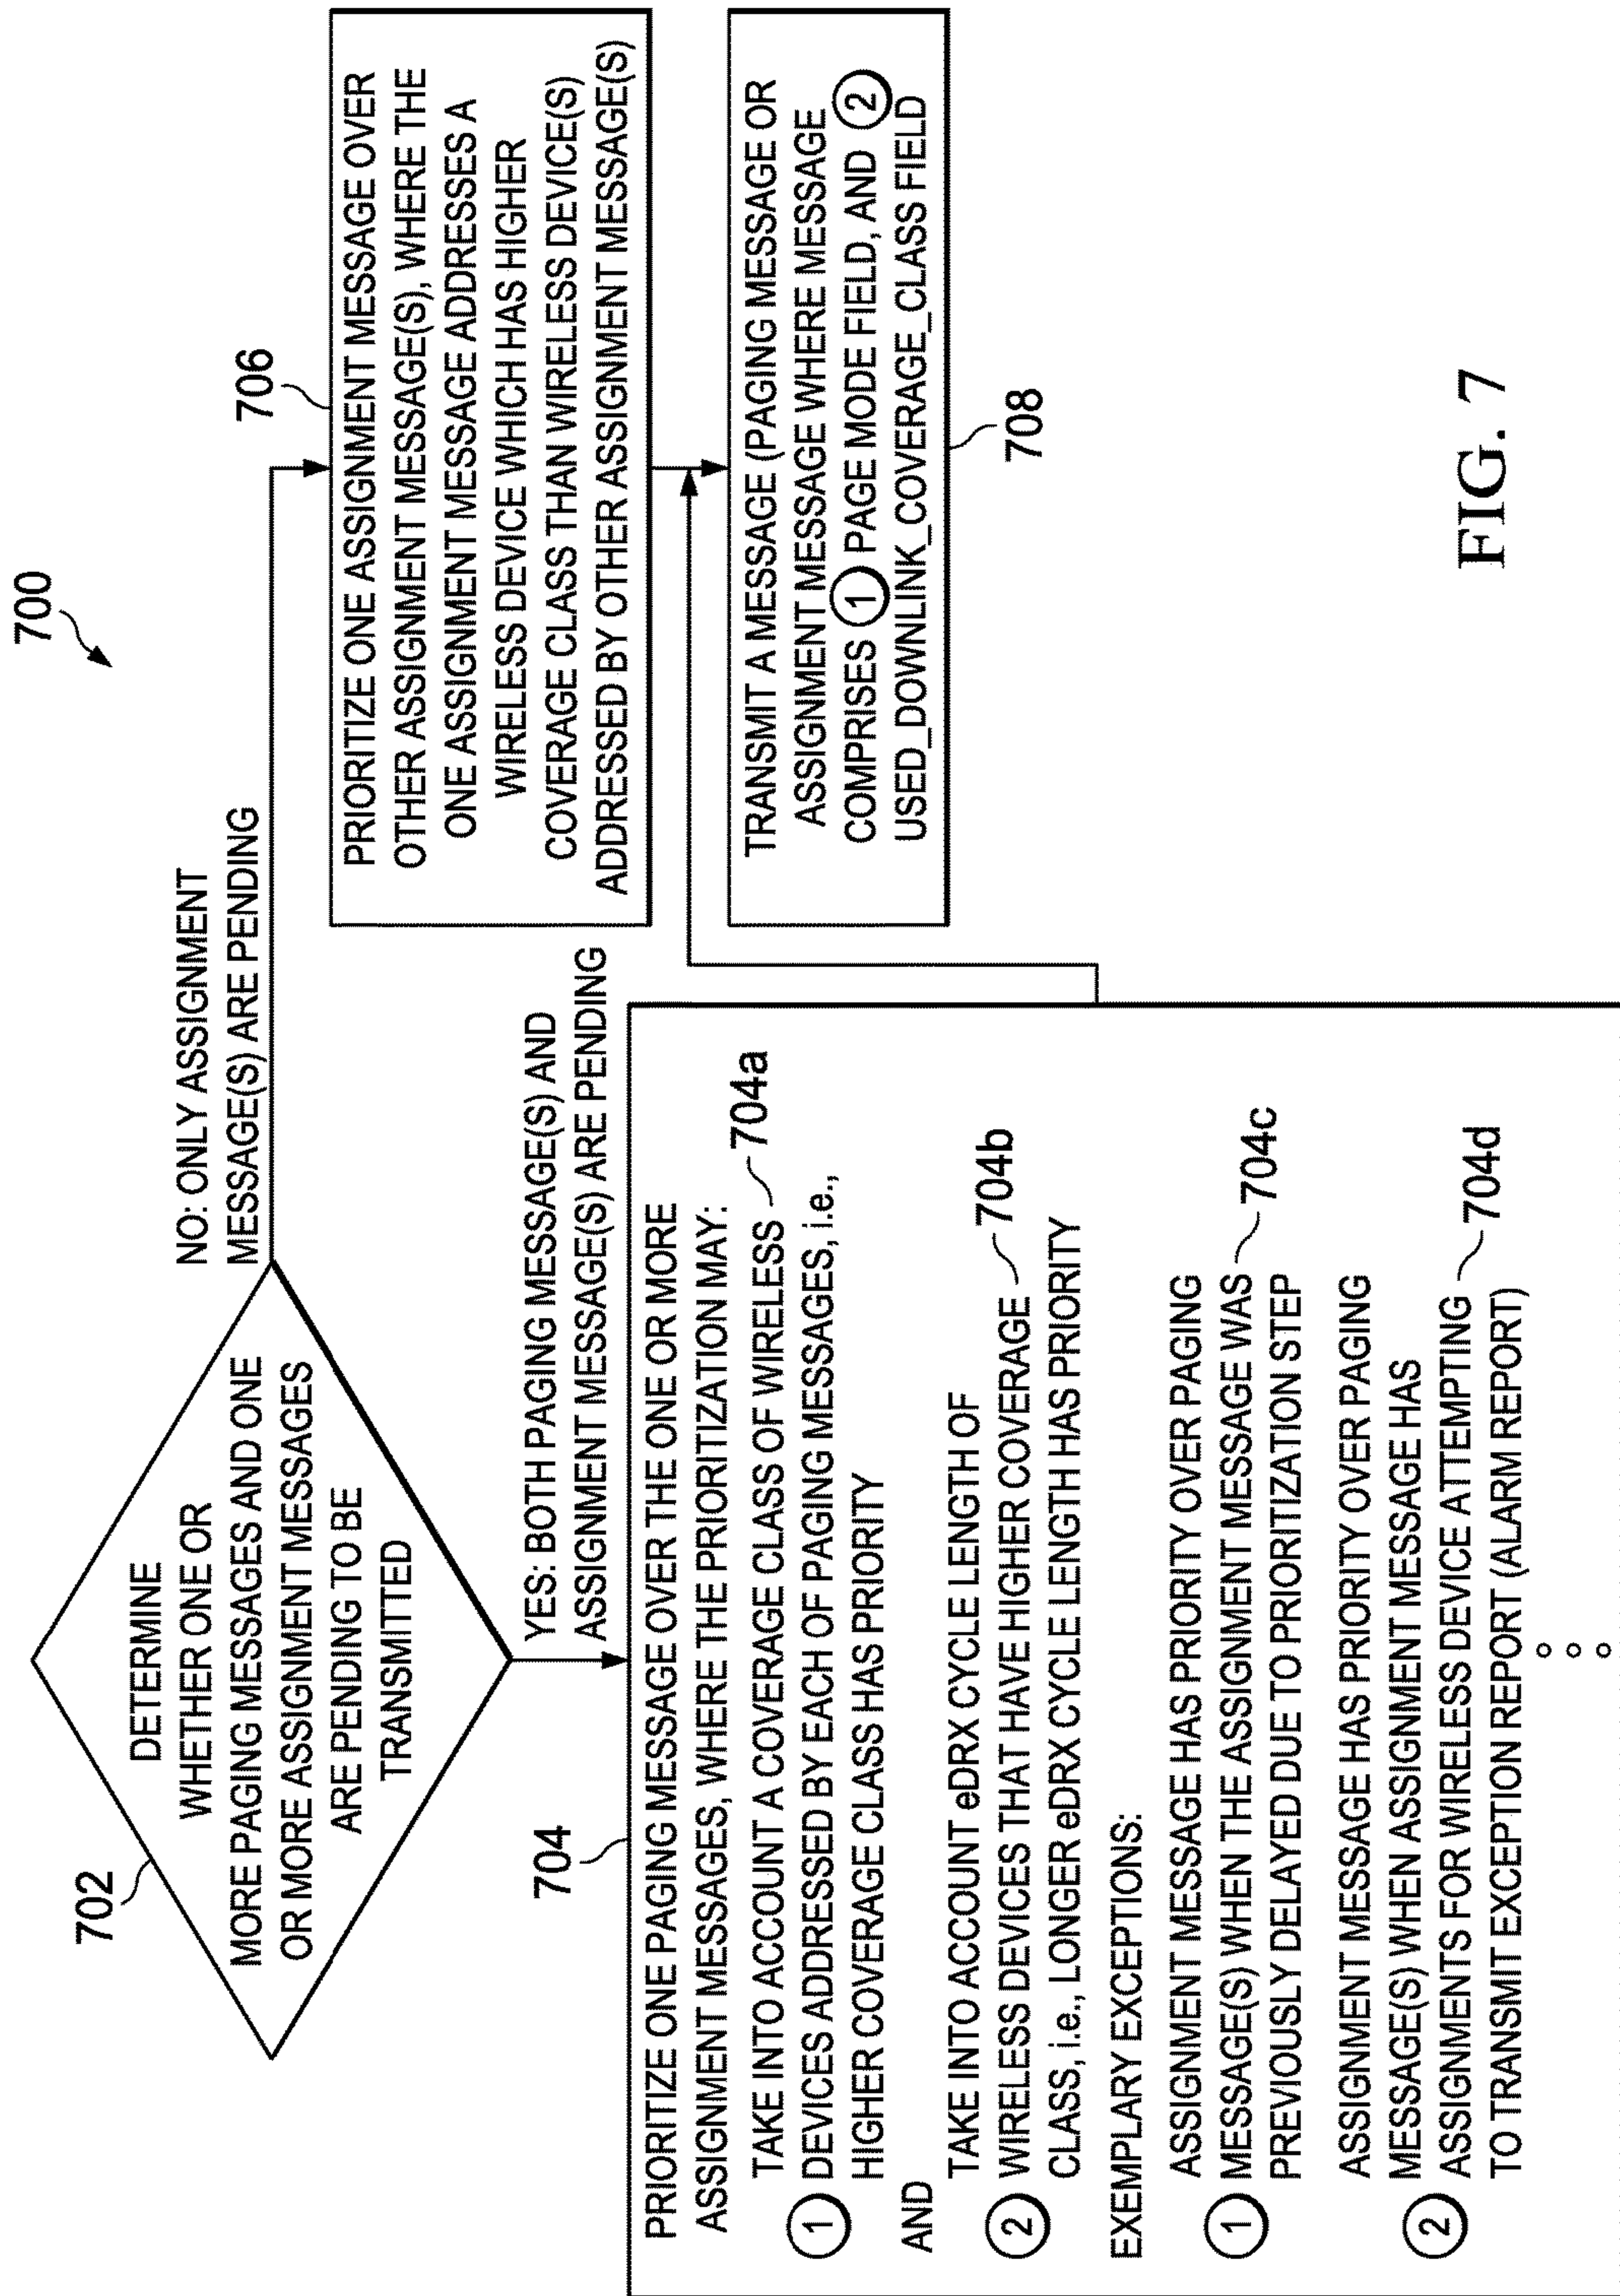 700
702
DETERMINE
WHETHER ONE OR
MORE PAGING MESSAGES AND ONE
OR MORE ASSIGNMENT MESSAGES
ARE PENDING TO BE
TRANSMITTED
NO: ONLY ASSIGNMENT
MESSAGE(S) ARE PENDING
YES: BOTH PAGING MESSAGE(S) AND
ASSIGNMENT MESSAGE(S) ARE PENDING
704
PRIORITIZE ONE PAGING MESSAGE OVER THE ONE OR MORE
ASSIGNMENT MESSAGES, WHERE THE PRIORITIZATION MAY:
TAKE INTO ACCOUNT A COVERAGE CLASS OF WIRELESS 704a
1 DEVICES ADDRESSED BY EACH OF PAGING MESSAGES, i.e.,
HIGHER COVERAGE CLASS HAS PRIORITY
AND
TAKE INTO ACCOUNT eDRX CYCLE LENGTH OF
2 WIRELESS DEVICES THAT HAVE HIGHER COVERAGE 704b
CLASS, i.e., LONGER eDRX CYCLE LENGTH HAS PRIORITY
EXEMPLARY EXCEPTIONS:
ASSIGNMENT MESSAGE HAS PRIORITY OVER PAGING
1 MESSAGE(S) WHEN THE ASSIGNMENT MESSAGE WAS 704c
PREVIOUSLY DELAYED DUE TO PRIORITIZATION STEP
ASSIGNMENT MESSAGE HAS PRIORITY OVER PAGING
MESSAGE(S) WHEN ASSIGNMENT MESSAGE HAS
2 ASSIGNMENTS FOR WIRELESS DEVICE ATTEMPTING 704d
TO TRANSMIT EXCEPTION REPORT (ALARM REPORT)
706
PRIORITIZE ONE ASSIGNMENT MESSAGE OVER
OTHER ASSIGNMENT MESSAGE(S), WHERE THE
ONE ASSIGNMENT MESSAGE ADDRESSES A
WIRELESS DEVICE WHICH HAS HIGHER
COVERAGE CLASS THAN WIRELESS DEVICE(S)
ADDRESSED BY OTHER ASSIGNMENT MESSAGE(S)
TRANSMIT A MESSAGE (PAGING MESSAGE OR
ASSIGNMENT MESSAGE WHERE MESSAGE
COMPRISES 1 PAGE MODE FIELD, AND 2
USED_DOWNLINK_COVERAGE_CLASS FIELD
708
FIG. 7